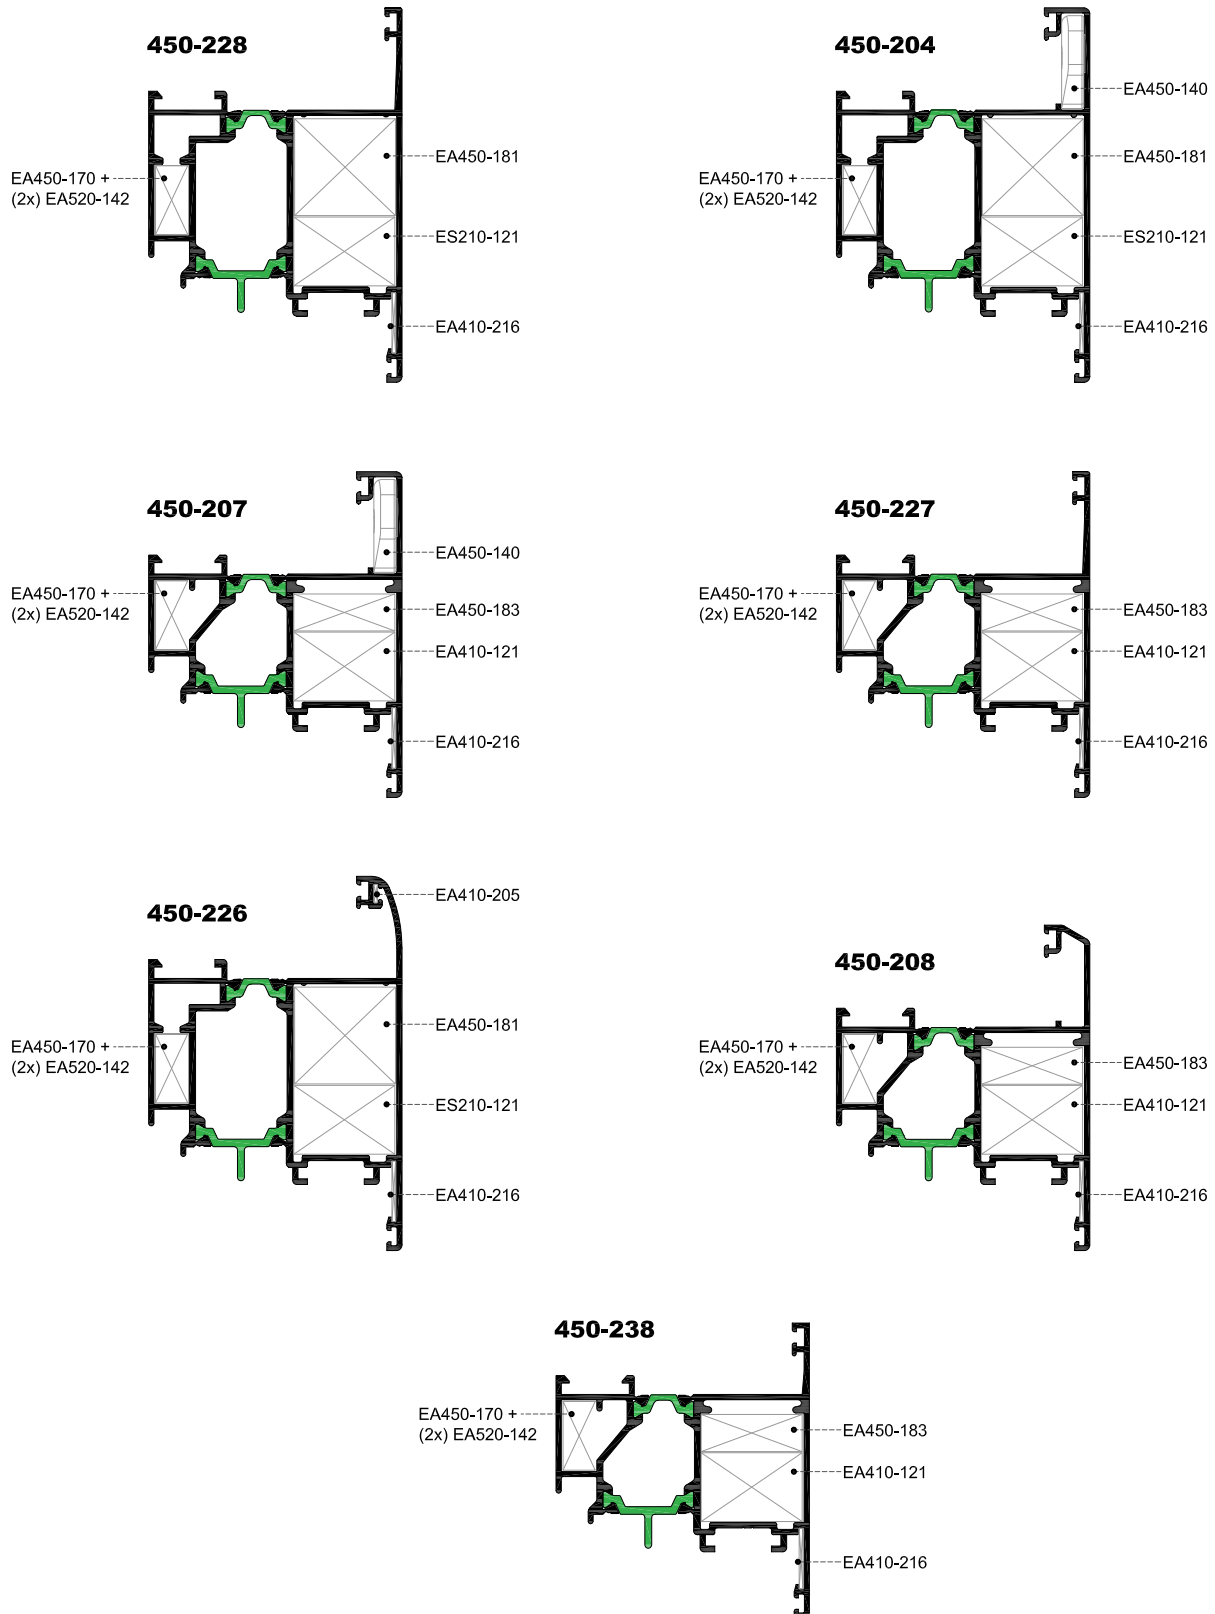 450-228
EA450-181
EA450-170 +
(2x) EA520-142
ES210-121
EA410-216
450-204
EA450-140
EA450-181
EA450-170 +
(2x) EA520-142
ES210-121
EA410-216
450-207
EA450-140
EA450-170 +
(2x) EA520-142
EA450-183
EA410-121
EA410-216
450-227
EA450-170 +
(2x) EA520-142
EA450-183
EA410-121
EA410-216
450-226
EA410-205
EA450-181
EA450-170 +
(2x) EA520-142
ES210-121
EA410-216
450-208
EA450-170 +
(2x) EA520-142
EA450-183
EA410-121
EA410-216
450-238
EA450-170 +
(2x) EA520-142
EA450-183
EA410-121
EA410-216